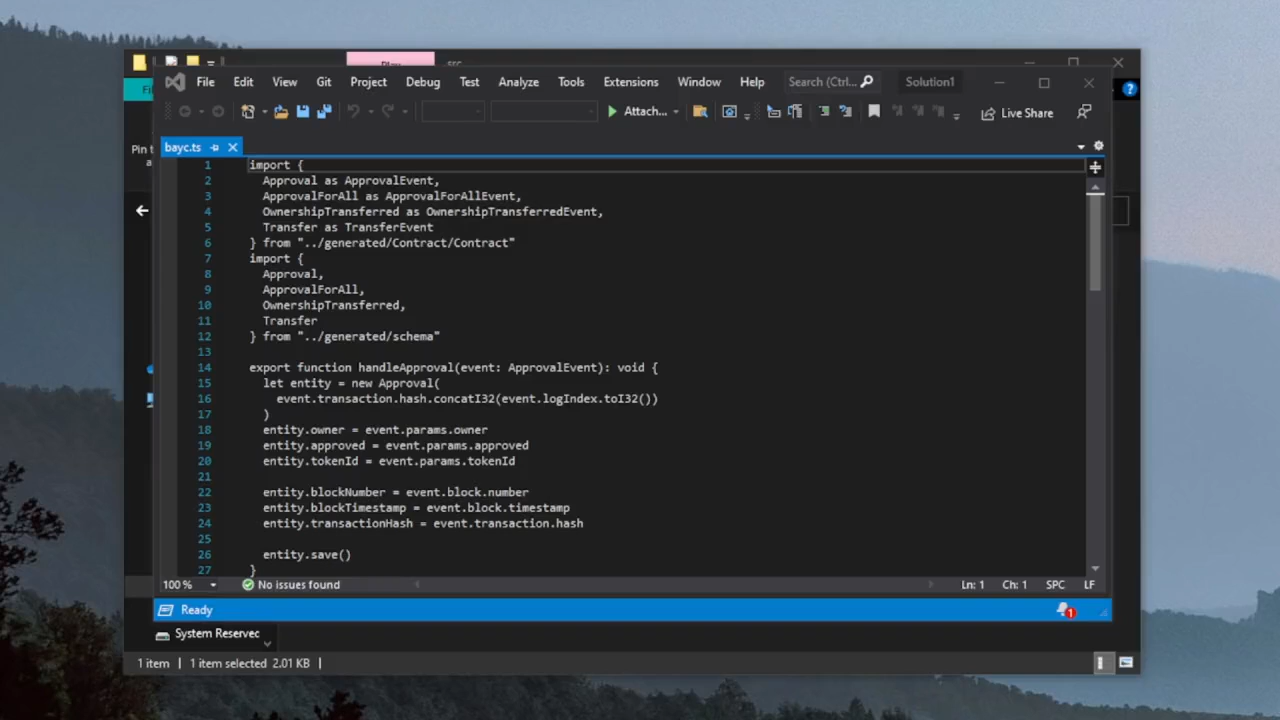 File Edit View Git Project Debug Test Analyze Tools Extensions Window Help Search (Ctrl... Solution1
Attach... Live Share
Pin t
a
bayc.ts
1 import {
2 Approval as ApprovalEvent,
3 ApprovalForAll as ApprovalForAllEvent,
4 OwnershipTransferred as OwnershipTransferredEvent,
5 Transfer as TransferEvent
6 } from "../generated/Contract/Contract"
7 import {
8 Approval,
9 ApprovalForAll,
10 OwnershipTransferred,
11 Transfer
12 } from "../generated/schema"
13
14 export function handleApproval(event: ApprovalEvent): void {
15 let entity = new Approval(
16 event.transaction.hash.concatI32(event.logIndex.toI32())
17 )
18 entity.owner = event.params.owner
19 entity.approved = event.params.approved
20 entity.tokenId = event.params.tokenId
21
22 entity.blockNumber = event.block.number
23 entity.blockTimestamp = event.block.timestamp
24 entity.transactionHash = event.transaction.hash
25
26 entity.save()
27 }
100 % No issues found Ln: 1 Ch: 1 SPC LF
Ready 1
System Reservec
1 item 1 item selected 2.01 KB